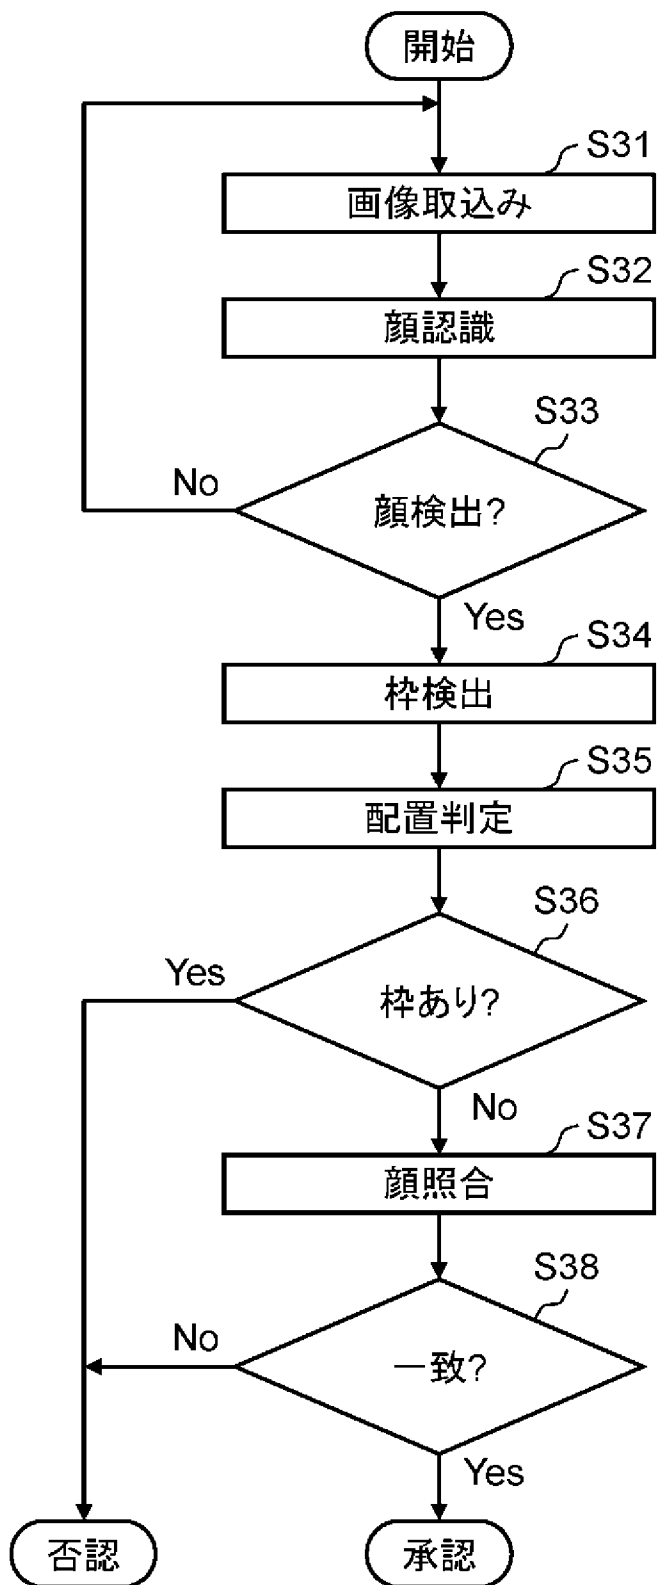 開始
S31
画像取込み
S32
顔認識
S33
顔検出?
No
Yes
S34
枠検出
S35
配置判定
S36
枠あり?
Yes
No
S37
顔照合
S38
一致?
No
Yes
否認
承認